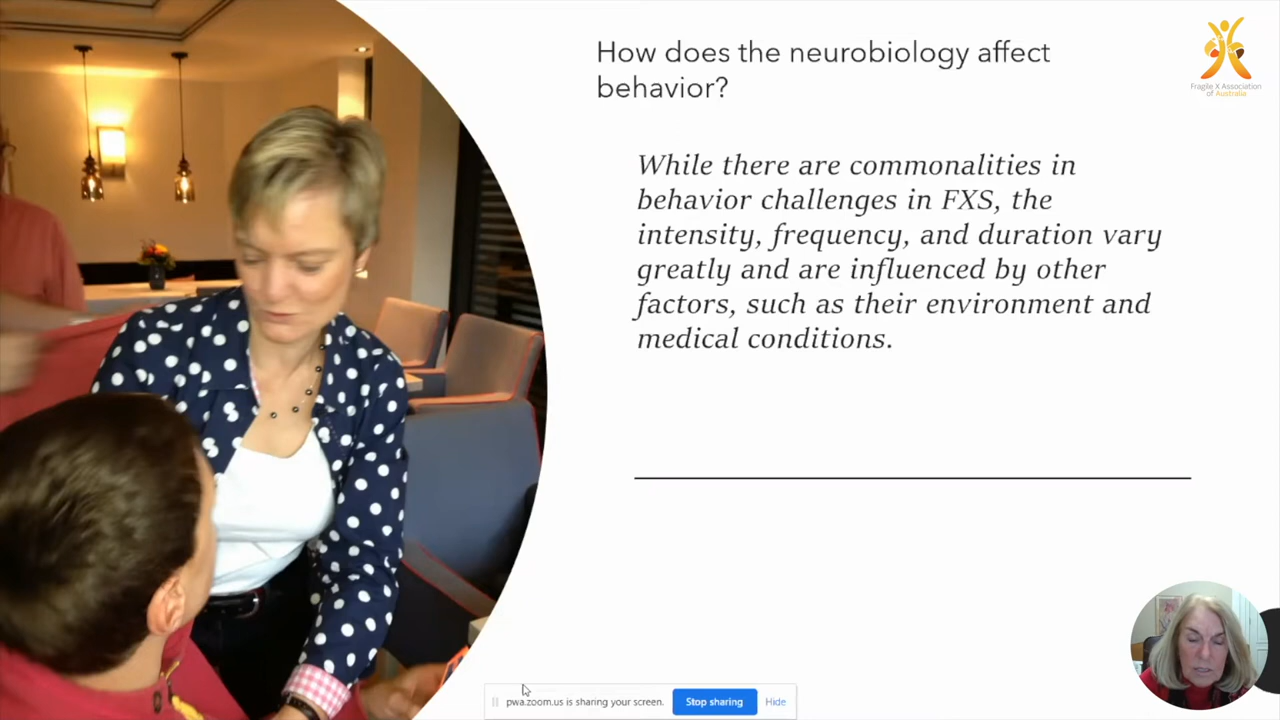 How does the neurobiology affect
behavior?
Fragile X Association
of Australia
While there are commonalities in
behavior challenges in FXS, the
intensity, frequency, and duration vary
greatly and are influenced by other
factors, such as their environment and
medical conditions.
pwa.zoom.us is sharing your screen.
Stop sharing
Hide